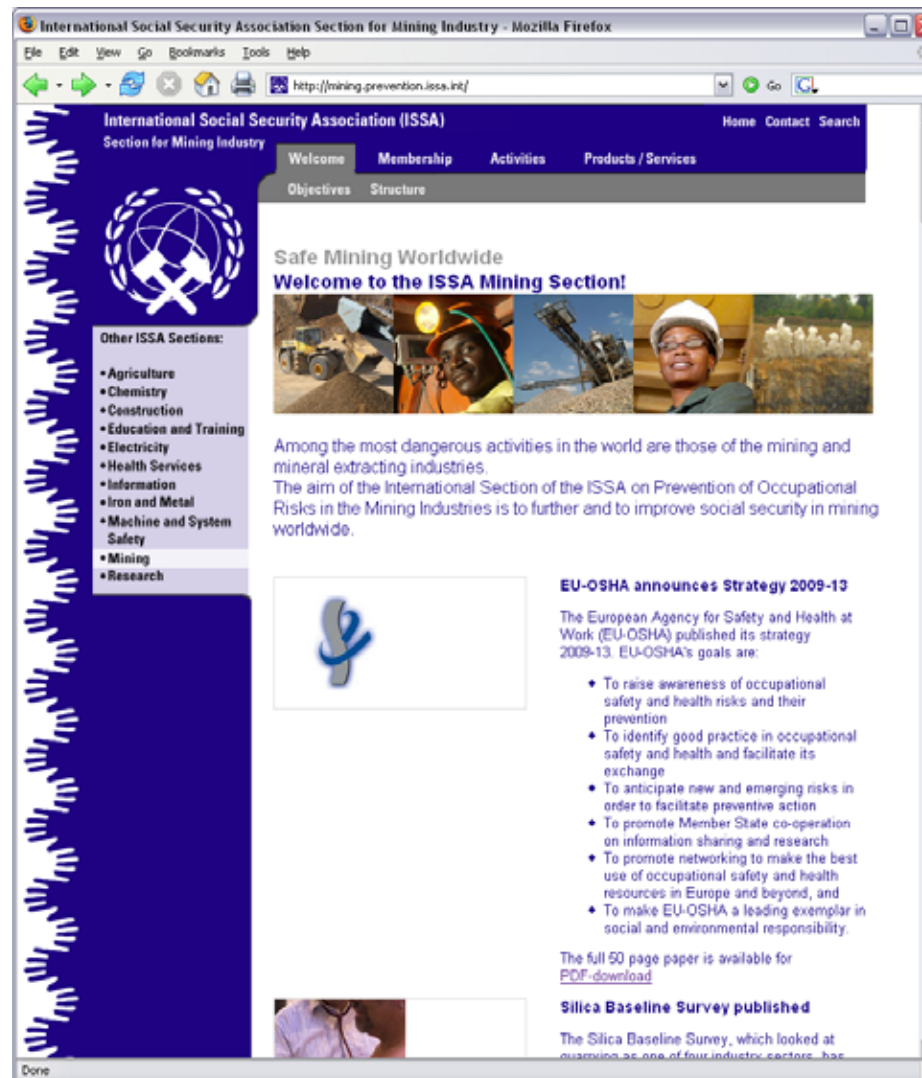 International Social Security Association Section for Mining Industry - Mozilla Firefox
File Edit View Go Bookmarks Tools Help
http://mining.prevention.issa.int/
Go
International Social Security Association (ISSA)
Home Contact Search
Section for Mining Industry
Welcome Membership Activities Products / Services
Objectives Structure
Safe Mining Worldwide
Welcome to the ISSA Mining Section!
Other ISSA Sections:
• Agriculture
• Chemistry
• Construction
• Education and Training
• Electricity
• Health Services
• Information
• Iron and Metal
• Machine and System
Safety
• Mining
• Research
Among the most dangerous activities in the world are those of the mining and
mineral extracting industries.
The aim of the International Section of the ISSA on Prevention of Occupational
Risks in the Mining Industries is to further and to improve social security in mining
worldwide.
EU-OSHA announces Strategy 2009-13
The European Agency for Safety and Health at
Work (EU-OSHA) published its strategy
2009-13. EU-OSHA's goals are:
To raise awareness of occupational
safety and health risks and their
prevention
To identify good practice in occupational
safety and health and facilitate its
exchange
To anticipate new and emerging risks in
order to facilitate preventive action
To promote Member State co-operation
on information sharing and research
To promote networking to make the best
use of occupational safety and health
resources in Europe and beyond, and
To make EU-OSHA a leading exemplar in
social and environmental responsibility.
The full 50 page paper is available for
PDF-download
Silica Baseline Survey published
The Silica Baseline Survey, which looked at
quarrying as one of four industry sectors, has
Done